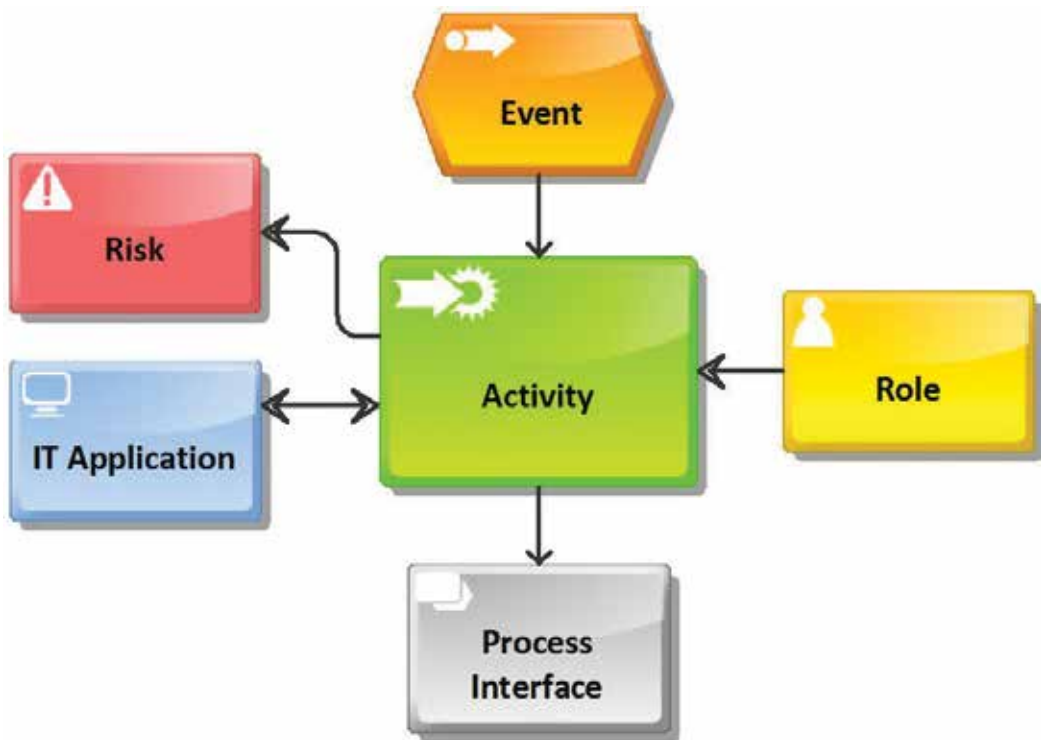 Event
Risk
Activity
Role
IT Application
Process
Interface